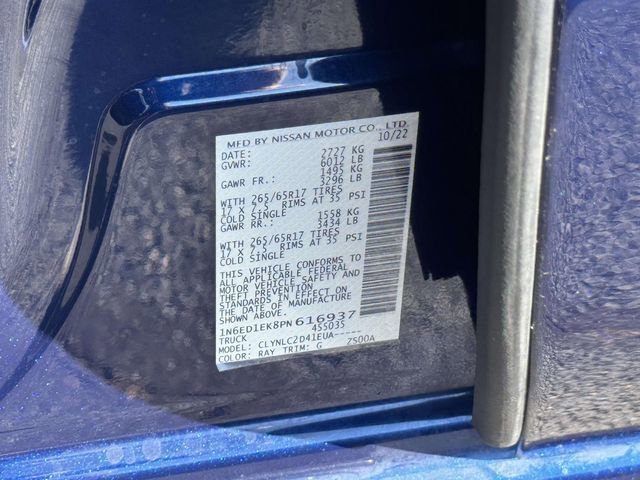 MFD BY NISSAN MOTOR CO., LTD.
DATE: 10/22
GVWR: 2727 KG
6012 LB
GAWR FR.: 1495 KG
3296 LB
WITH 265/65R17 TIRES
17 X 7.5 RIMS AT 35 PSI
COLD SINGLE
GAWR RR.: 1558 KG
3434 LB
WITH 265/65R17 TIRES
17 X 7.5 RIMS AT 35 PSI
COLD SINGLE
THIS VEHICLE CONFORMS TO
ALL APPLICABLE FEDERAL
MOTOR VEHICLE SAFETY AND
THEFT PREVENTION
STANDARDS IN EFFECT ON
THE DATE OF MANUFACTURE
SHOWN ABOVE.
1N6ED1EK8PN616937
TRUCK 455035
MODEL: CLYNLC2D41EUA-----
COLOR: RAY TRIM: G Z500A